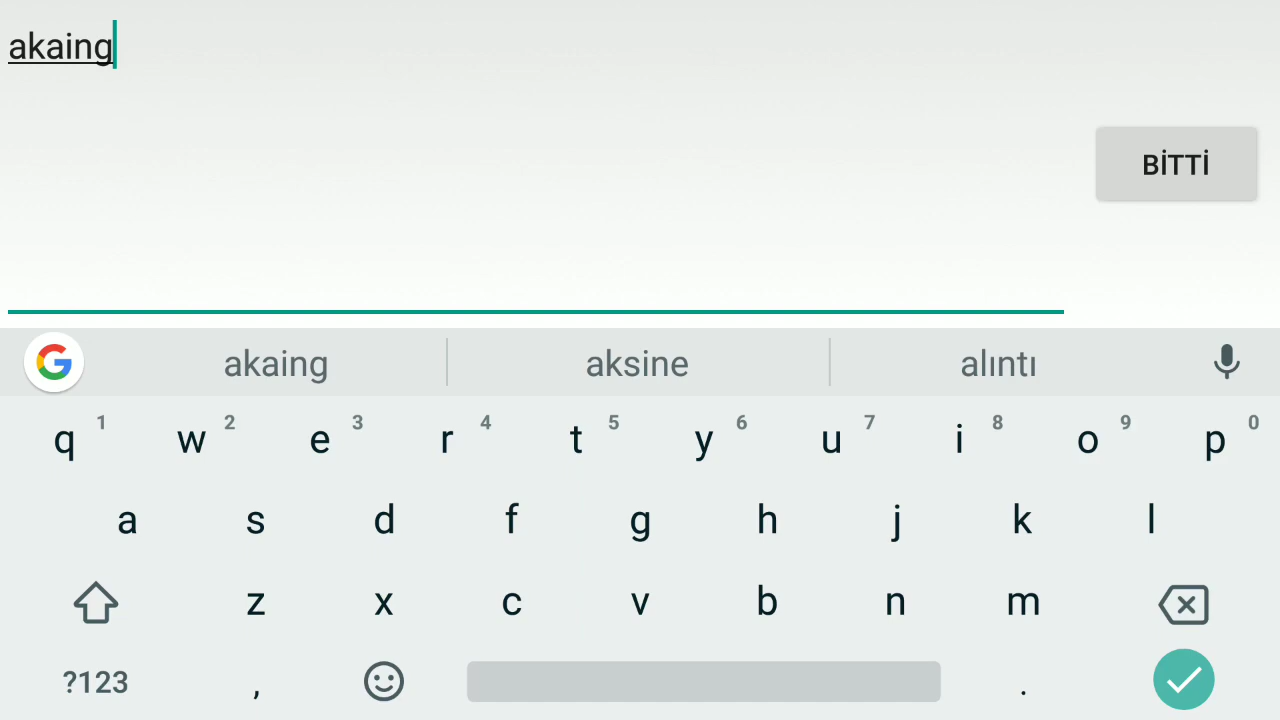 akaing
BİTTİ
akaing aksine alıntı
q 1 w 2 e 3 r 4 t 5 y 6 u 7 i 8 o 9 p 0
a s d f g h j k l
z x c v b n m
?123 , .